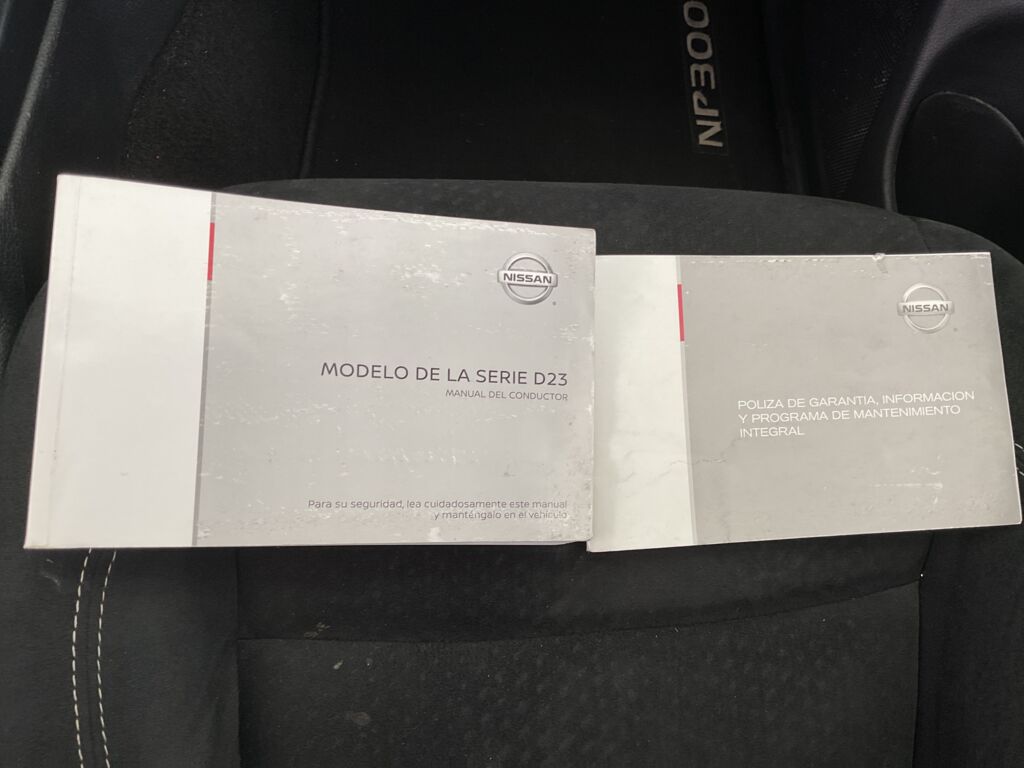 NP300
NISSAN
MODELO DE LA SERIE D23
MANUAL DEL CONDUCTOR
Para su seguridad, lea cuidadosamente este manual
y manténgalo en el vehículo
NISSAN
POLIZA DE GARANTIA, INFORMACION
Y PROGRAMA DE MANTENIMIENTO
INTEGRAL